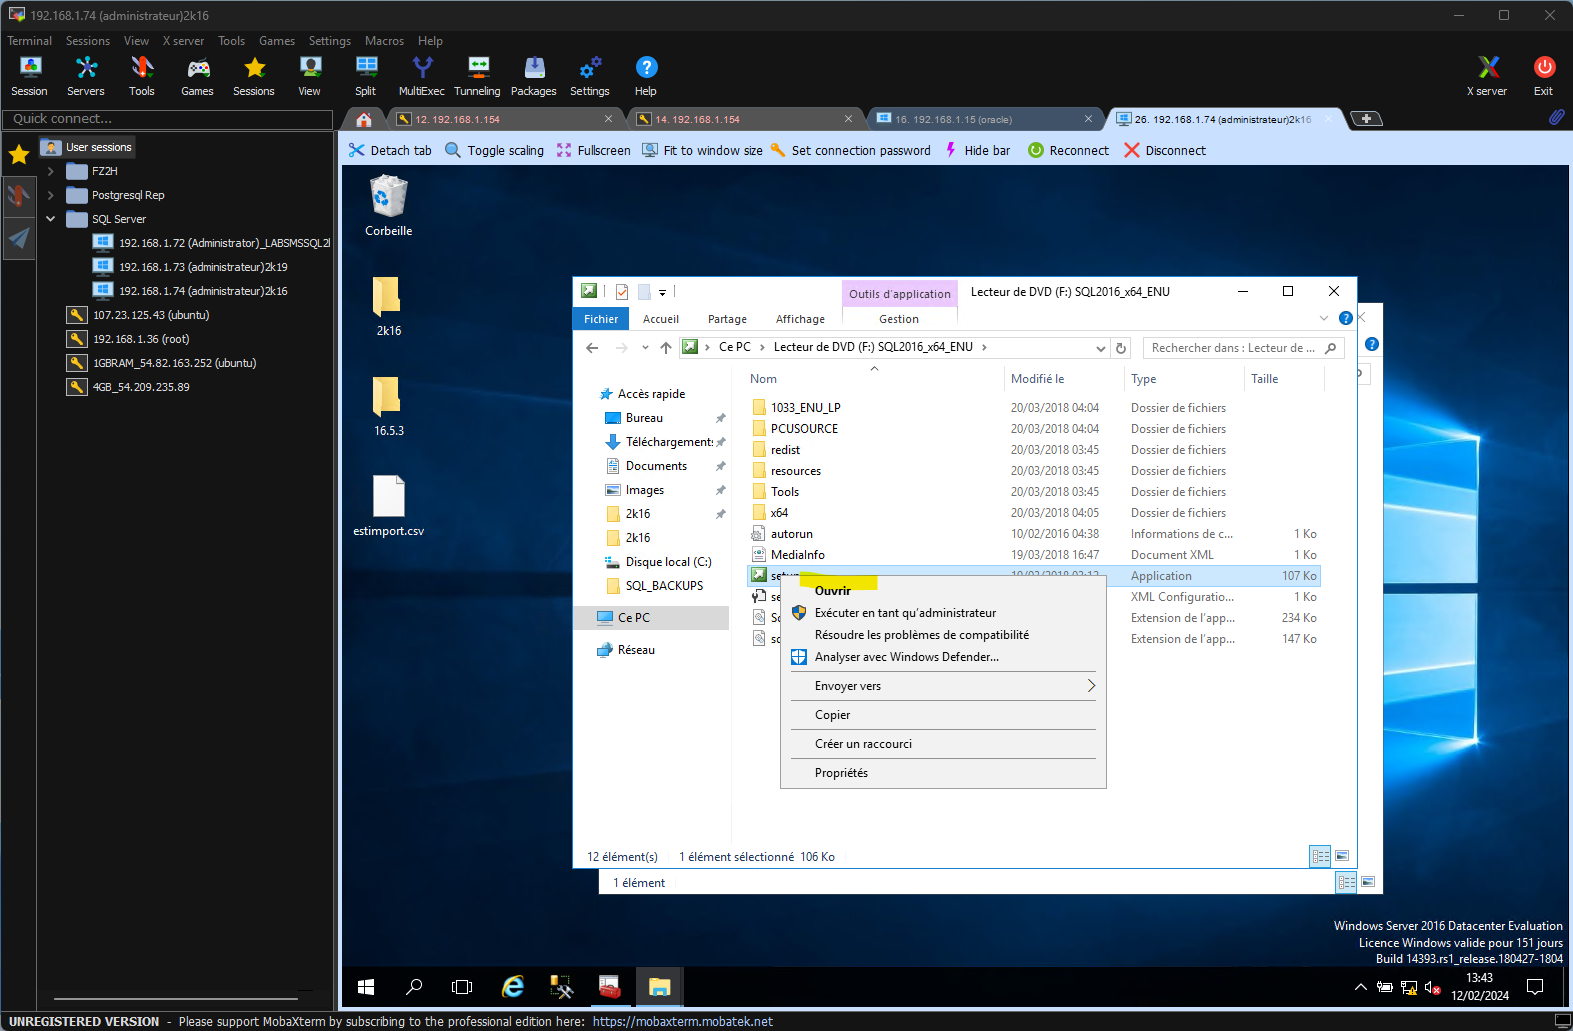 192.168.1.74 (administrateur)2k16
Terminal Sessions View X server Tools Games Settings Macros Help
Session Servers Tools Games Sessions View Split MultiExec Tunneling Packages Settings Help X server Exit
Quick connect...
12. 192.168.1.154
14. 192.168.1.154
16. 192.168.1.15 (oracle)
26. 192.168.1.74 (administrateur)2k16
Detach tab Toggle scaling Fullscreen Fit to window size Set connection password Hide bar Reconnect Disconnect
User sessions
FZ2H
Postgresql Rep
SQL Server
192.168.1.72 (Administrator)_LABSMSSQL2
192.168.1.73 (administrateur)2k19
192.168.1.74 (administrateur)2k16
107.23.125.43 (ubuntu)
192.168.1.36 (root)
1GBRAM_54.82.163.252 (ubuntu)
4GB_54.209.235.89
Corbeille
2k16
16.5.3
estimport.csv
Outils d'application
Lecteur de DVD (F:) SQL2016_x64_ENU
Fichier Accueil Partage Affichage Gestion
Ce PC Lecteur de DVD (F:) SQL2016_x64_ENU
Rechercher dans : Lecteur de ...
Accès rapide
Bureau
Téléchargements
Documents
Images
2k16
2k16
Disque local (C:)
SQL_BACKUPS
Ce PC
Réseau
Nom Modifié le Type Taille
1033_ENU_LP 20/03/2018 04:04 Dossier de fichiers
PCUSOURCE 20/03/2018 04:04 Dossier de fichiers
redist 20/03/2018 03:45 Dossier de fichiers
resources 20/03/2018 03:45 Dossier de fichiers
Tools 20/03/2018 03:45 Dossier de fichiers
x64 20/03/2018 04:05 Dossier de fichiers
autorun 10/02/2016 04:38 Informations de c... 1 Ko
MediaInfo 19/03/2018 16:47 Document XML 1 Ko
Application 107 Ko
se XML Configuratio... 1 Ko
Sc Extension de l'app... 234 Ko
sc Extension de l'app... 147 Ko
Ouvrir
Exécuter en tant qu'administrateur
Résoudre les problèmes de compatibilité
Analyser avec Windows Defender...
Envoyer vers
Copier
Créer un raccourci
Propriétés
12 élément(s) 1 élément sélectionné 106 Ko
1 élément
Windows Server 2016 Datacenter Evaluation
Licence Windows valide pour 151 jours
Build 14393.rs1_release.180427-1804
13:43
12/02/2024
UNREGISTERED VERSION - Please support MobaXterm by subscribing to the professional edition here: https://mobaxterm.mobatek.net